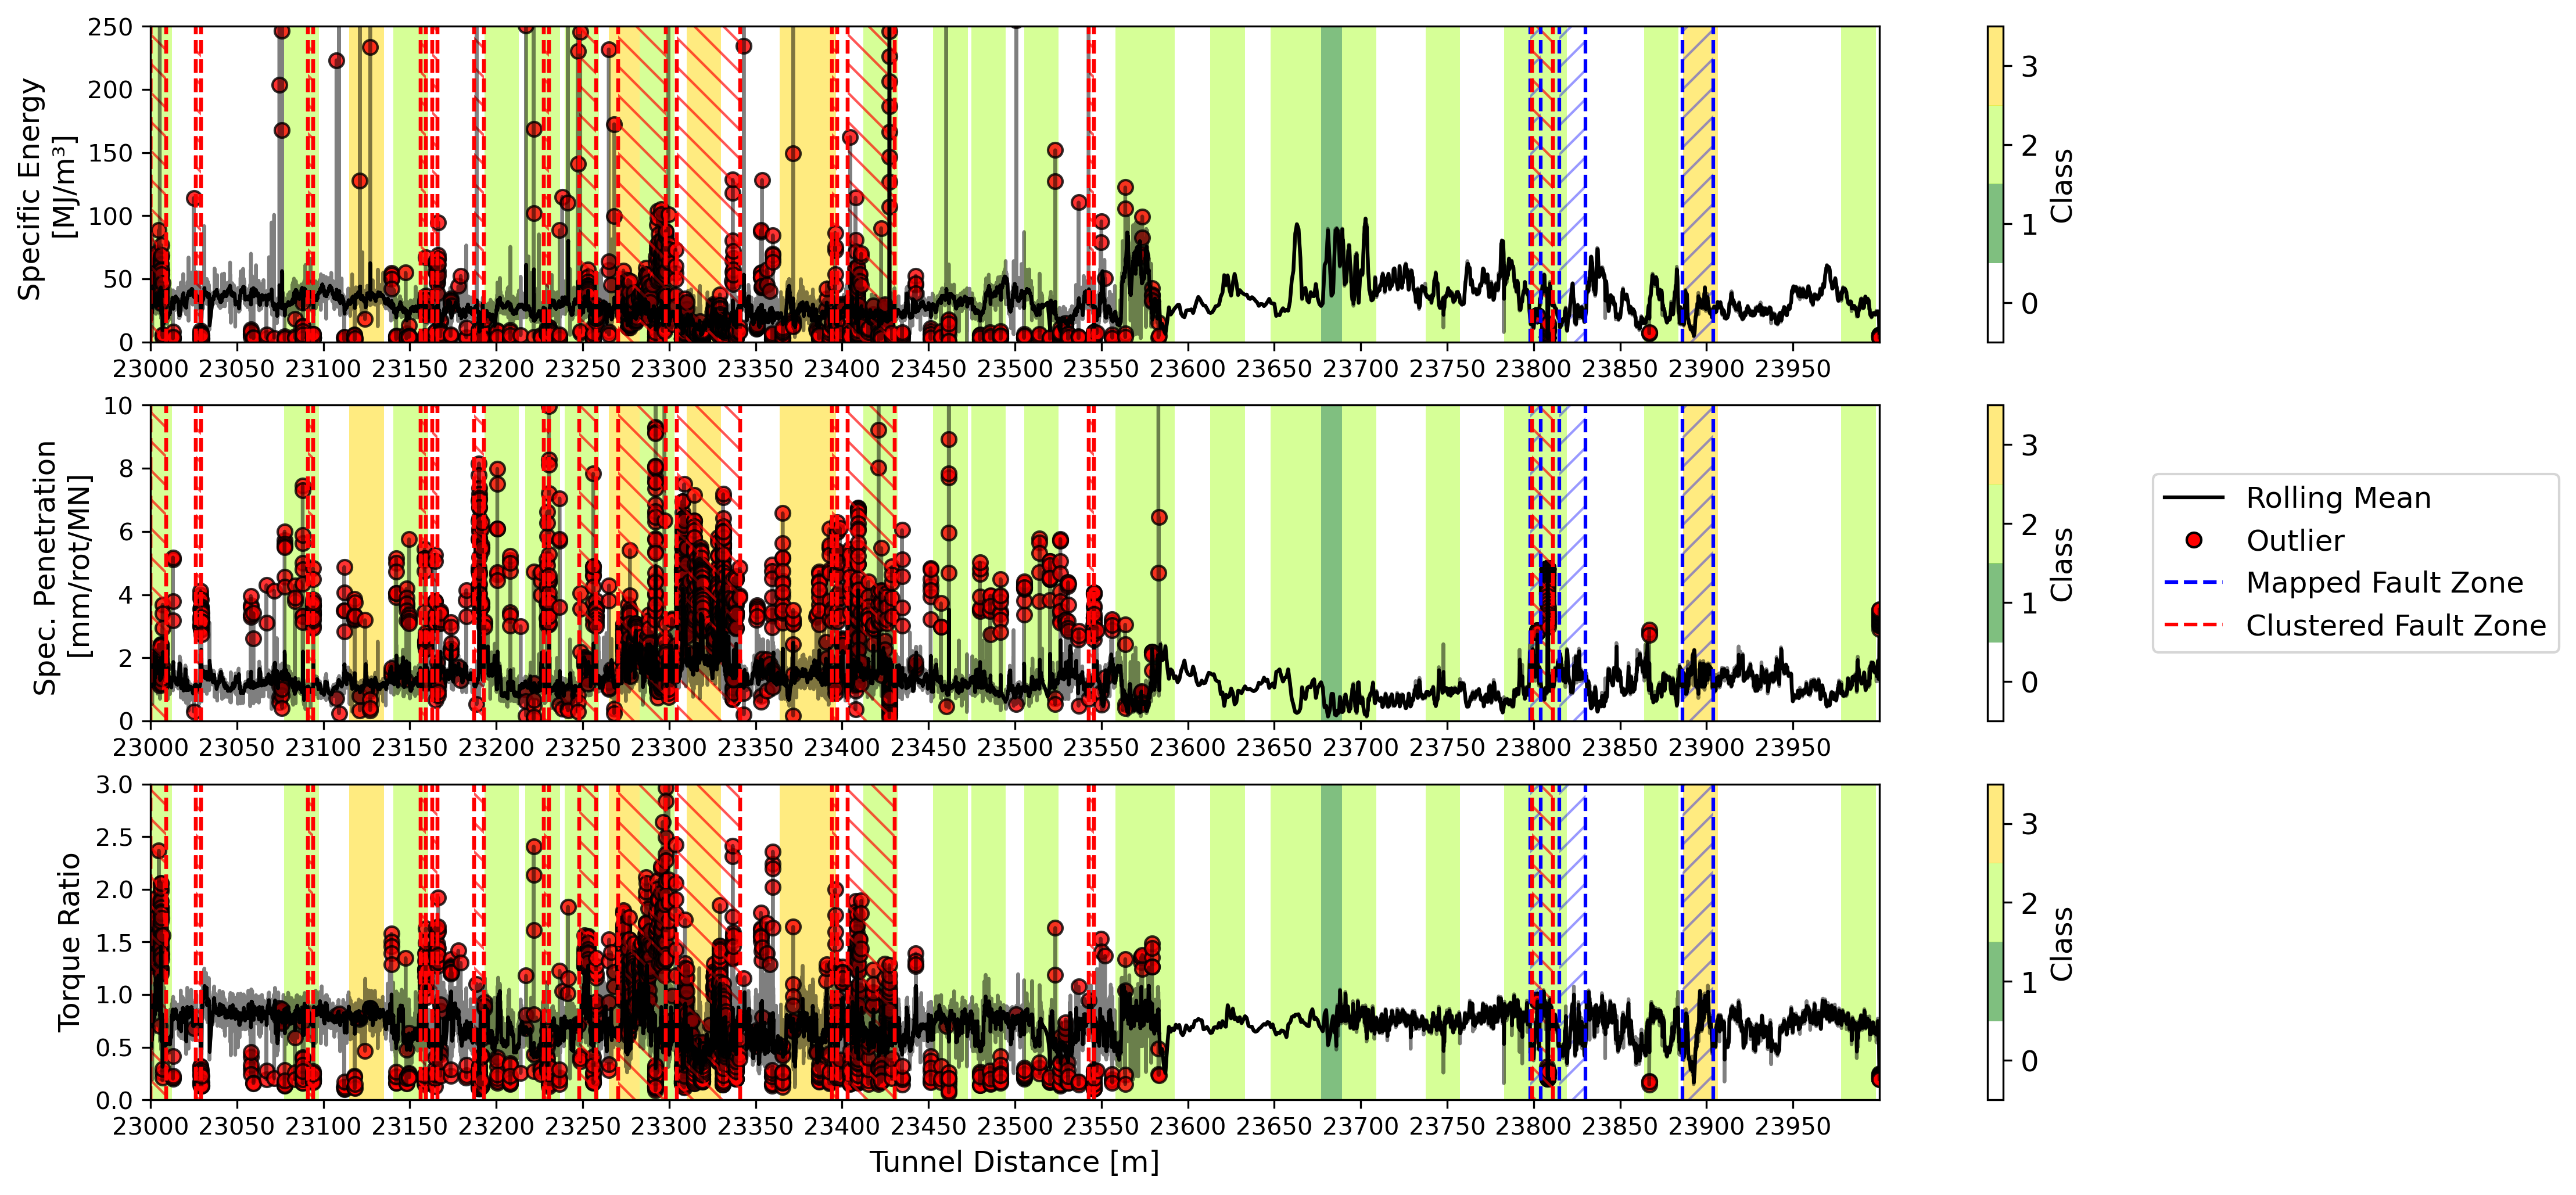 250
200
150
100
50
0
Specific Energy
[MJ/m³]
23000 23050 23100 23150 23200 23250 23300 23350 23400 23450 23500 23550 23600 23650 23700 23750 23800 23850 23900 23950
3
2
1
0
Class
10
8
6
4
2
0
Spec. Penetration
[mm/rot/MN]
23000 23050 23100 23150 23200 23250 23300 23350 23400 23450 23500 23550 23600 23650 23700 23750 23800 23850 23900 23950
3
2
1
0
Class
Rolling Mean
Outlier
Mapped Fault Zone
Clustered Fault Zone
3.0
2.5
2.0
1.5
1.0
0.5
0.0
Torque Ratio
23000 23050 23100 23150 23200 23250 23300 23350 23400 23450 23500 23550 23600 23650 23700 23750 23800 23850 23900 23950
Tunnel Distance [m]
3
2
1
0
Class